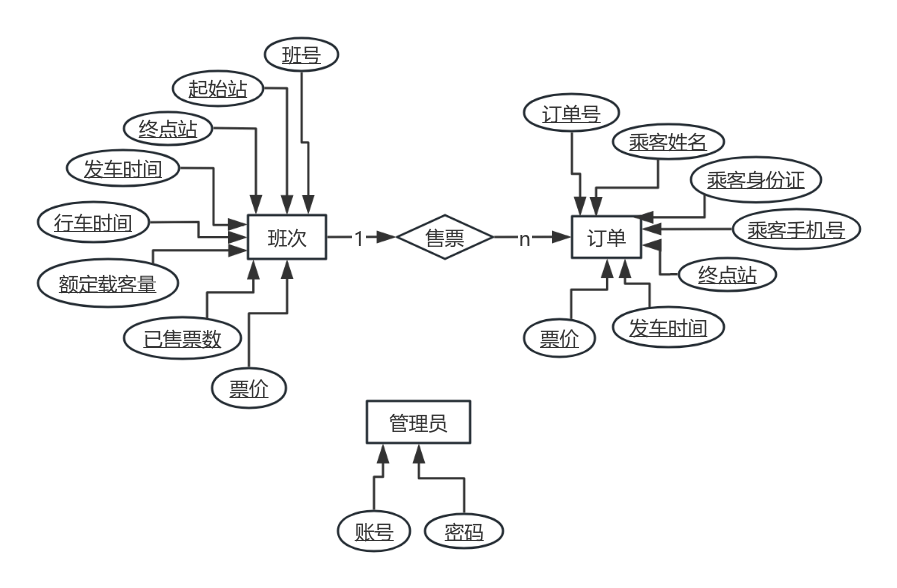 班号
起始站
终点站
发车时间
行车时间
额定载客量
已售票数
票价
班次
1
售票
n
订单
订单号
乘客姓名
乘客身份证
乘客手机号
终点站
发车时间
票价
管理员
账号
密码